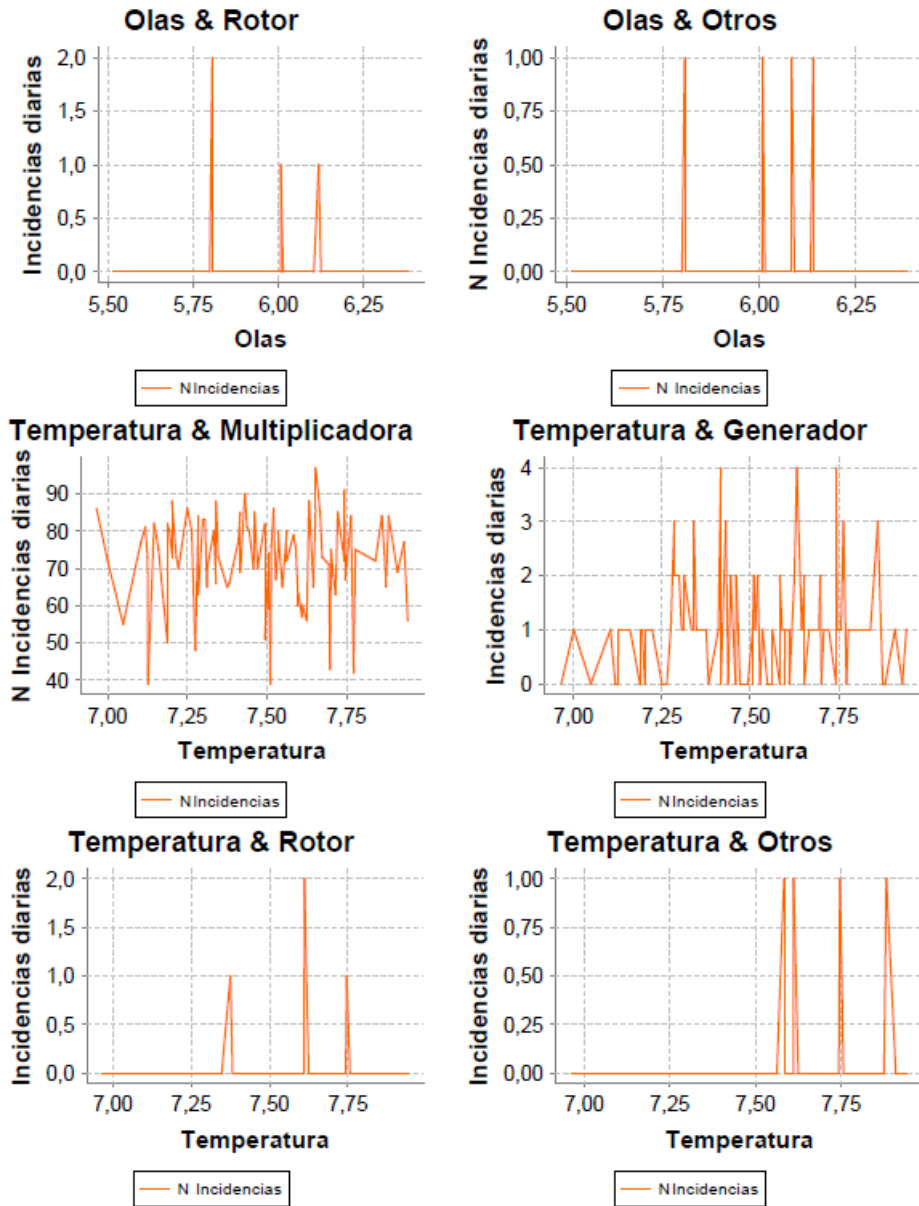 Olas & Rotor
Incidencias diarias
2,0
1,5
1,0
0,5
0,0
5,50 5,75 6,00 6,25
Olas
N Incidencias
Olas & Otros
N Incidencias diarias
1,00
0,75
0,50
0,25
0,00
5,50 5,75 6,00 6,25
Olas
N Incidencias
Temperatura & Multiplicadora
N Incidencias diarias
90
80
70
60
50
40
7,00 7,25 7,50 7,75
Temperatura
N Incidencias
Temperatura & Generador
Incidencias diarias
4
3
2
1
0
7,00 7,25 7,50 7,75
Temperatura
N Incidencias
Temperatura & Rotor
Incidencias diarias
2,0
1,5
1,0
0,5
0,0
7,00 7,25 7,50 7,75
Temperatura
N Incidencias
Temperatura & Otros
Incidencias diarias
1,00
0,75
0,50
0,25
0,00
7,00 7,25 7,50 7,75
Temperatura
N Incidencias